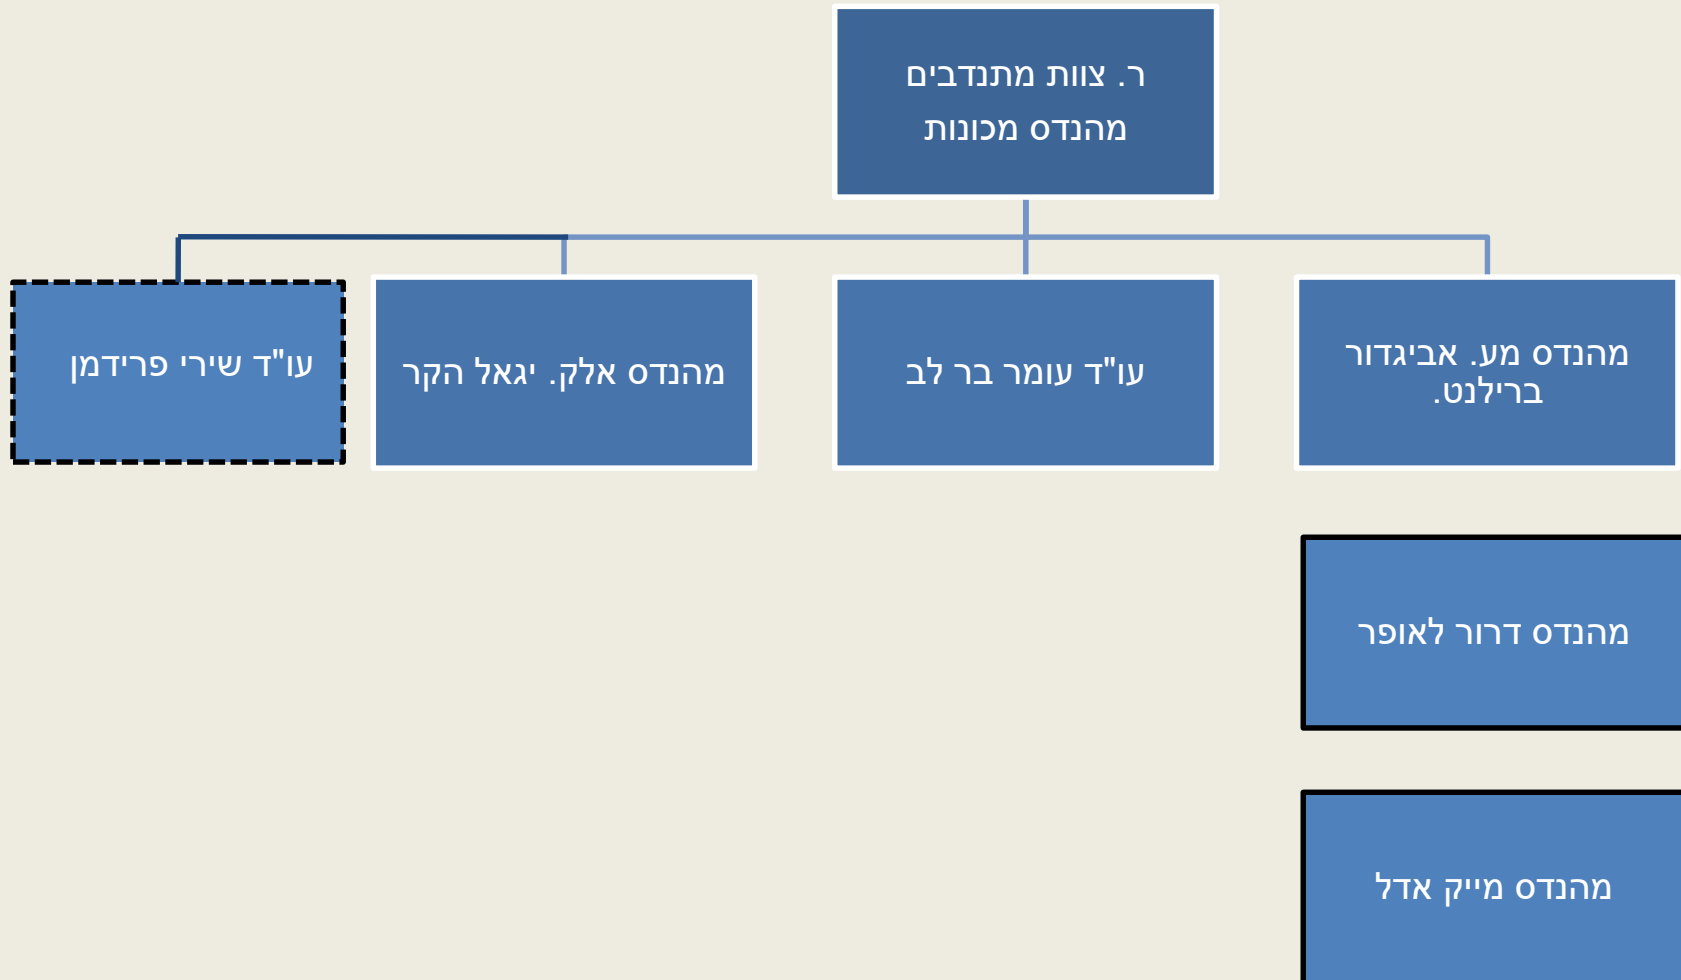 ר. צוות מתנדבים
מהנדס מכונות
מהנדס מע. אביגדור
ברילנט.
עו"ד עומר בר לב
מהנדס אלק. יגאל הקר
עו"ד שירי פרידמן
מהנדס דרור לאופר
מהנדס מייק אדל